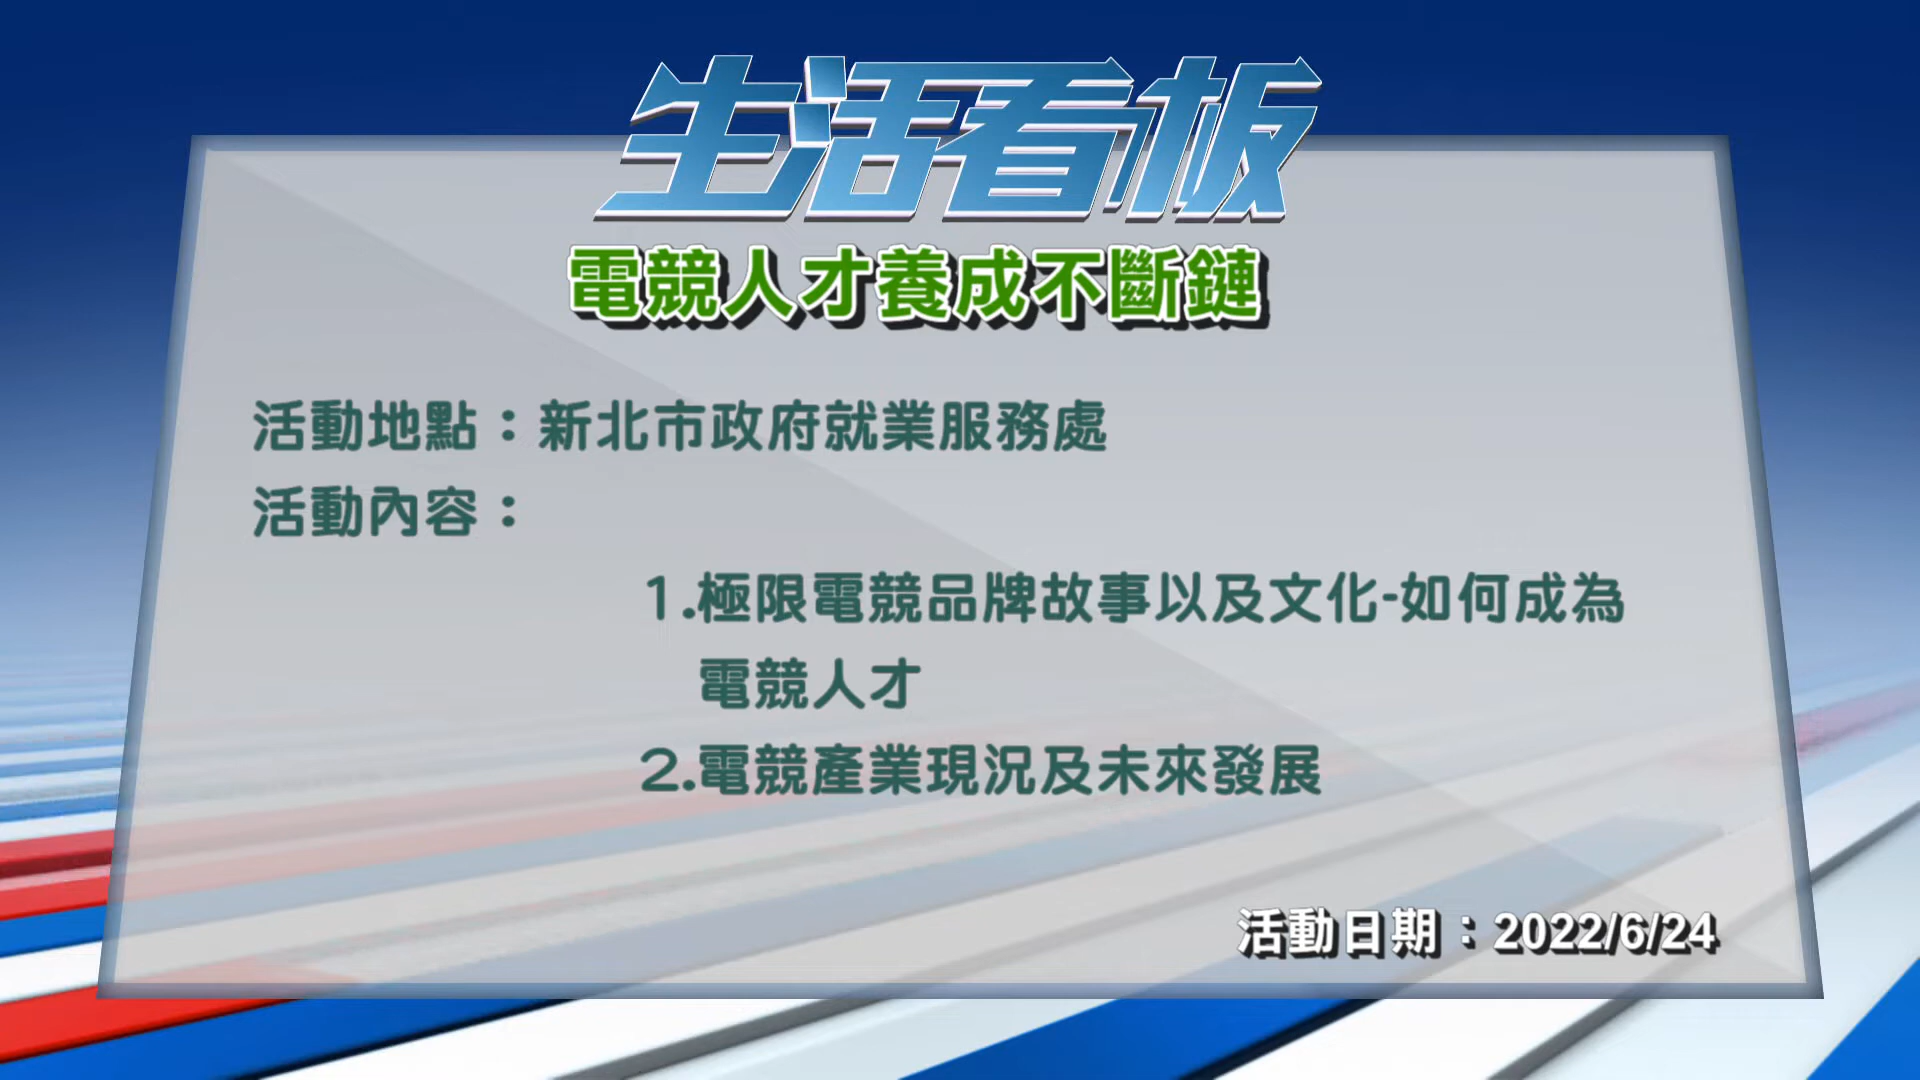 生活看板
電競人才養成不斷鏈
活動地點：新北市政府就業服務處
活動內容：
1.極限電競品牌故事以及文化-如何成為
電競人才
2.電競產業現況及未來發展
活動日期：2022/6/24